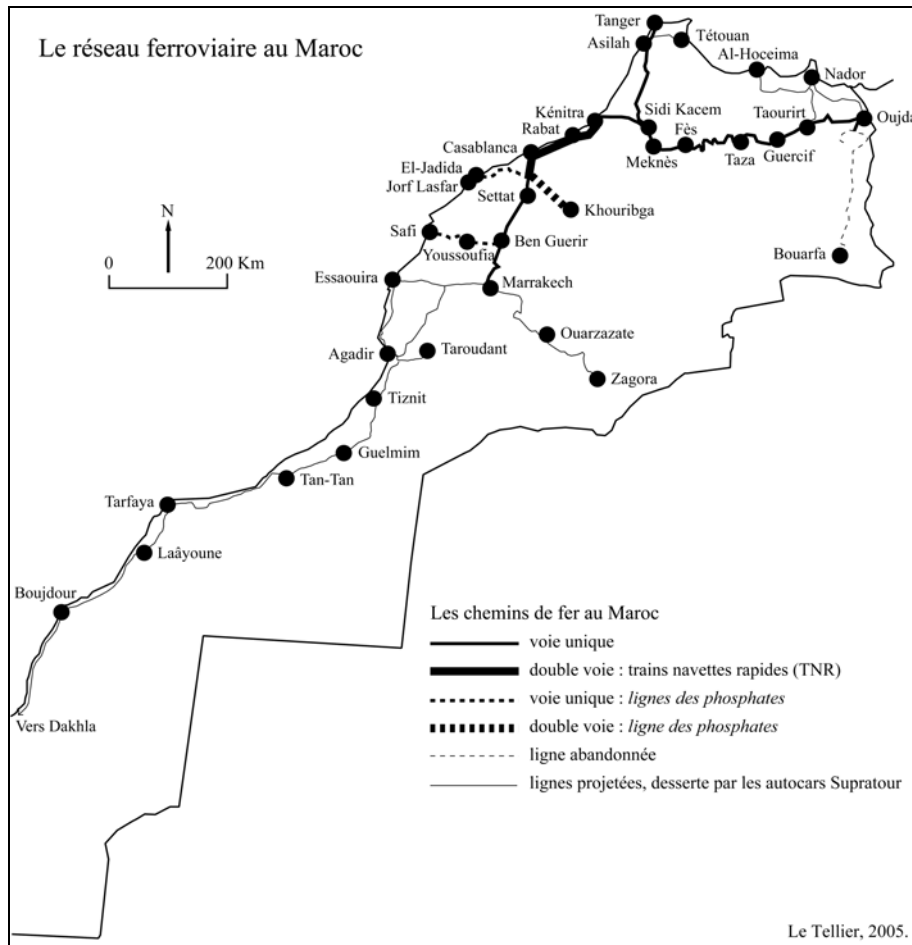 Le réseau ferroviaire au Maroc
Tanger
Asilah
Tétouan
Al-Hoceima
Nador
Kénitra
Rabat
Sidi Kacem
Fès
Taourirt
Oujda
Casablanca
Meknès
Taza
Guercif
El-Jadida
Jorf Lasfar
Settat
Khouribga
N
Safi
Youssoufia
Ben Guerir
Bouarfa
0 200 Km
Essaouira
Marrakech
Ouarzazate
Agadir
Taroudant
Zagora
Tiznit
Guelmim
Tan-Tan
Tarfaya
Laâyoune
Boujdour
Vers Dakhla
Les chemins de fer au Maroc
voie unique
double voie : trains navettes rapides (TNR)
voie unique : lignes des phosphates
double voie : ligne des phosphates
ligne abandonnée
lignes projetées, desserte par les autocars Supratour
Le Tellier, 2005.